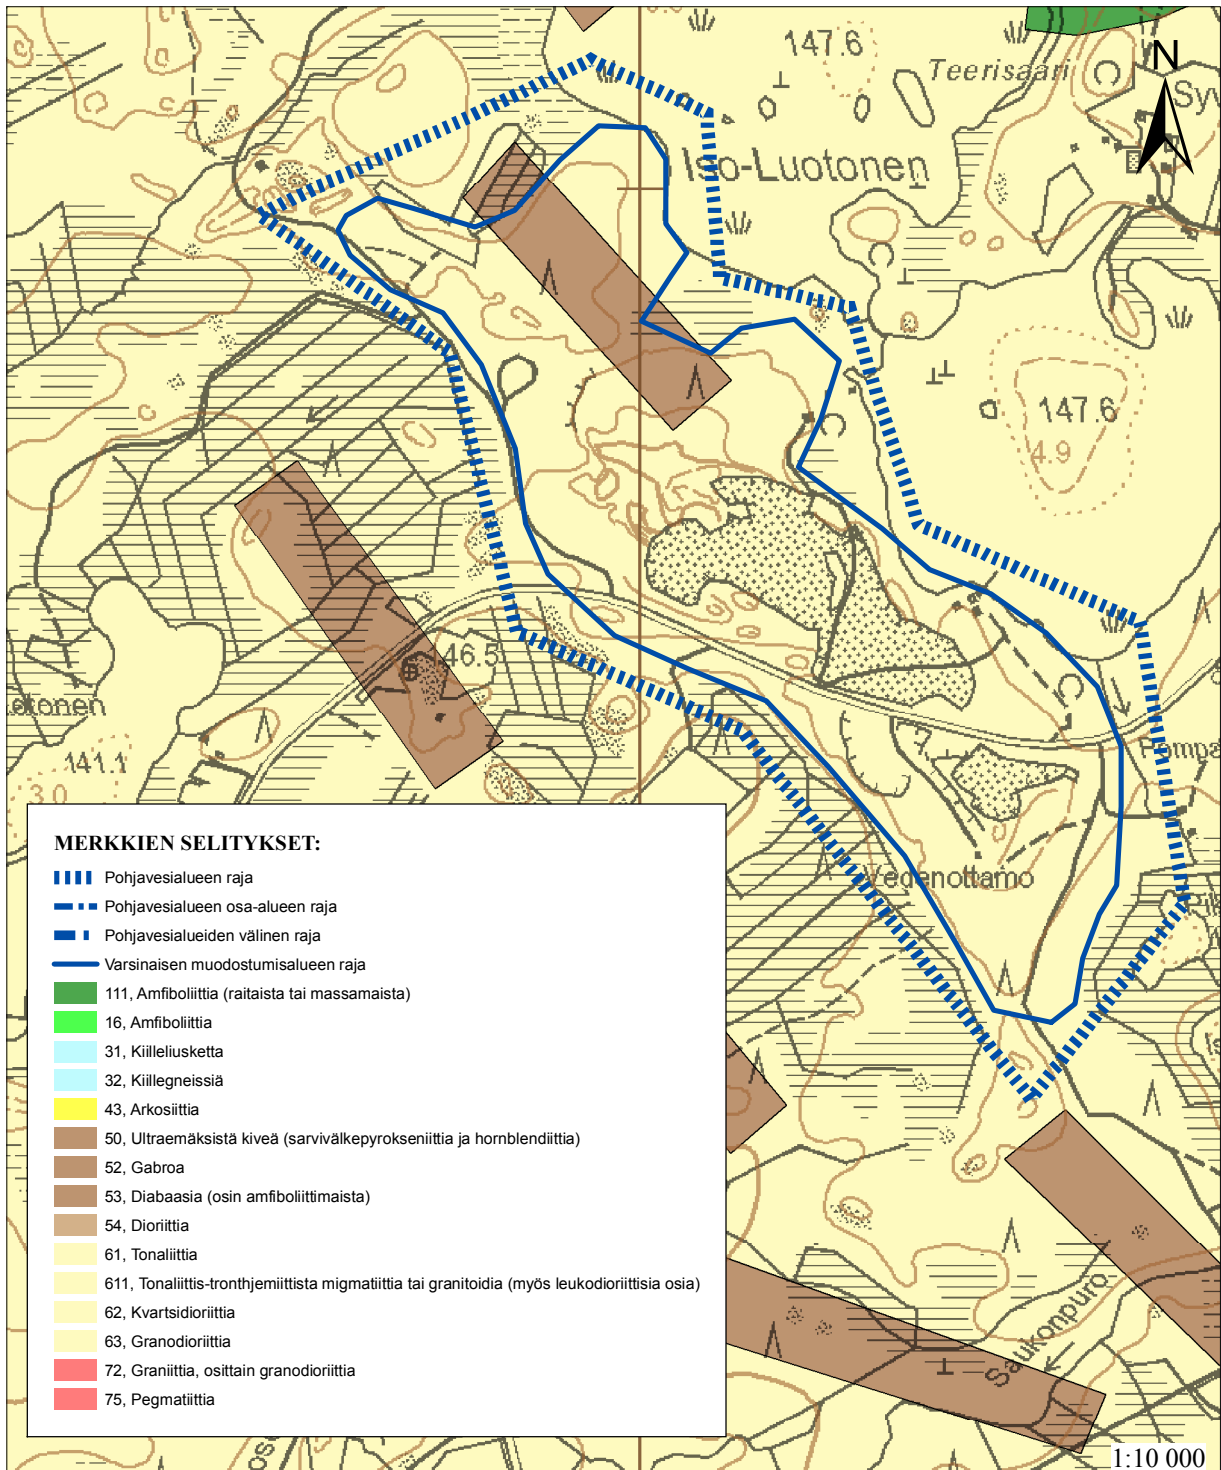 147.6
Teerisaari
N
Iso-Luotonen
147.6
4.9
146.5
141.1
3.0
Vedenottamo
MERKKIEN SELITYKSET:
Pohjavesialueen raja
Pohjavesialueen osa-alueen raja
Pohjavesialueiden välinen raja
Varsinaisen muodostumisalueen raja
111, Amfiboliittia (raitaista tai massamaista)
16, Amfiboliittia
31, Kiilleliusketta
32, Kiillegneissiä
43, Arkosiittia
50, Ultraemäksistä kiveä (sarvivälkepyrokseniittia ja hornblendiittia)
52, Gabroa
53, Diabaasia (osin amfiboliittimaista)
54, Dioriittia
61, Tonaliittia
611, Tonaliittis-tronthjemiittista migmatiittia tai granitoidia (myös leukodioriittisia osia)
62, Kvartsidioriittia
63, Granodioriittia
72, Graniittia, osittain granodioriittia
75, Pegmatiittia
Saukonpuro
1:10 000